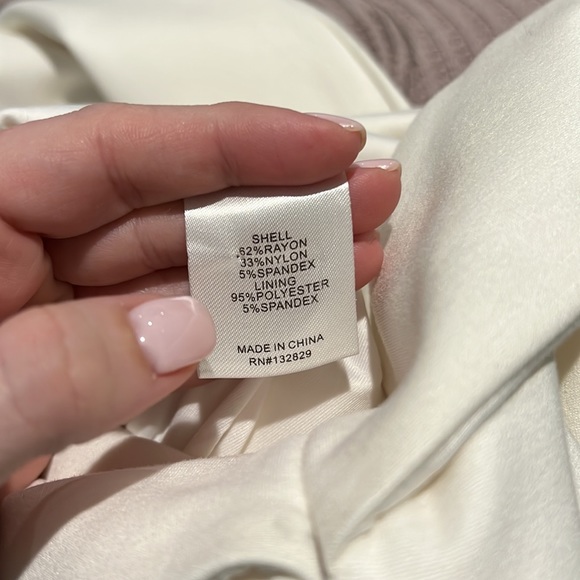 SHELL
62%RAYON
33%NYLON
5%SPANDEX
LINING
95%POLYESTER
5%SPANDEX
MADE IN CHINA
RN#132829